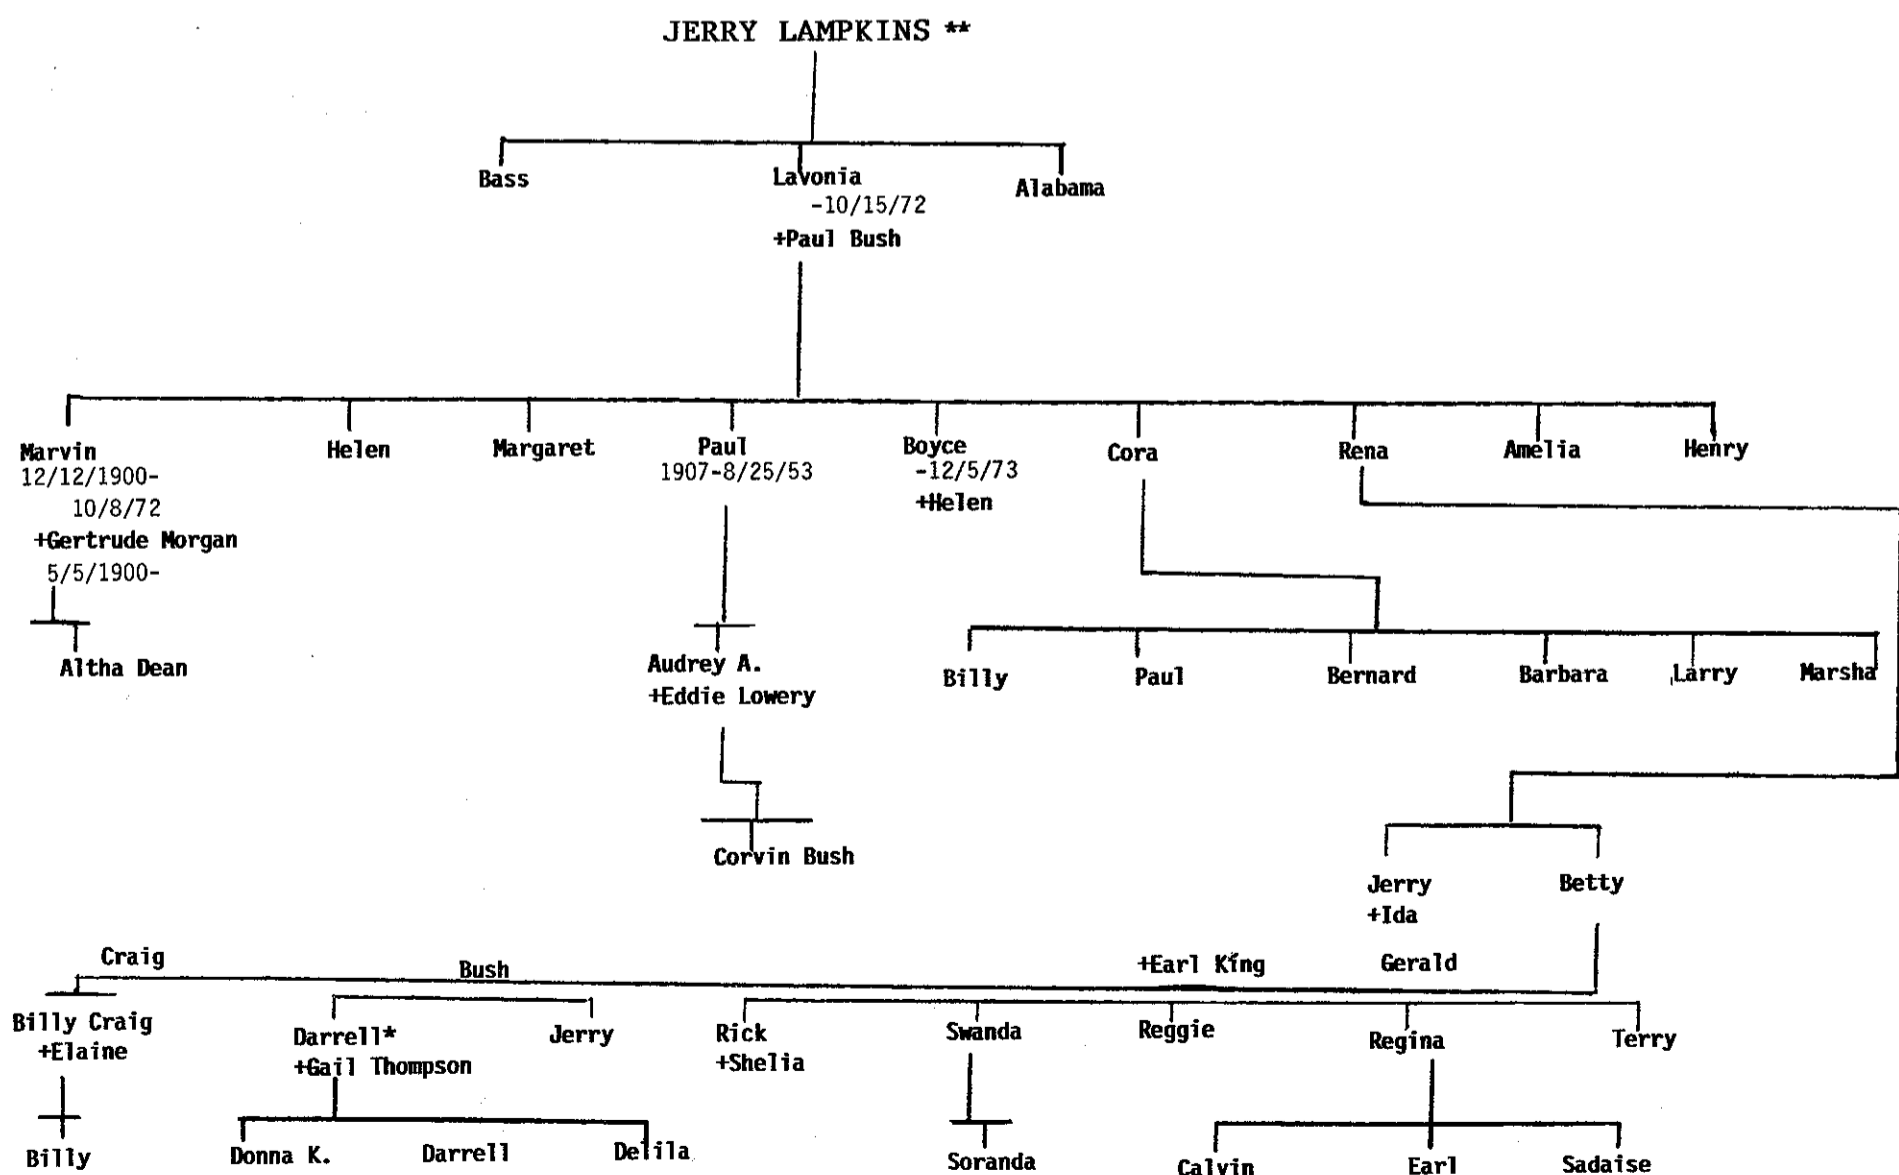 JERRY LAMPKINS **
Bass
Lavonia
-10/15/72
+Paul Bush
Alabama
Marvin
12/12/1900-
10/8/72
+Gertrude Morgan
5/5/1900-
Helen
Margaret
Paul
1907-8/25/53
Boyce
-12/5/73
+Helen
Cora
Rena
Amelia
Henry
Altha Dean
Audrey A.
+Eddie Lowery
Billy
Paul
Bernard
Barbara
Larry
Marsha
Corvin Bush
Jerry
+Ida
Betty
Craig
Bush
+Earl King
Gerald
Billy Craig
+Elaine
Darrell*
+Gail Thompson
Jerry
Rick
+Shelia
Swanda
Reggie
Regina
Terry
Billy
Donna K.
Darrell
Delila
Soranda
Calvin
Earl
Sadaise